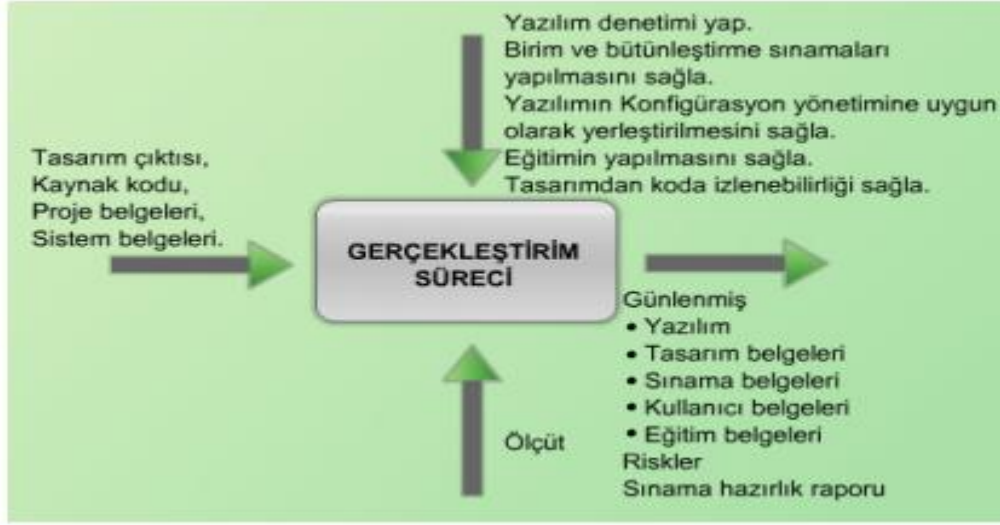 Yazılım denetimi yap.
Birim ve bütünleştirme sınamaları
yapılmasını sağla.
Yazılımın Konfigürasyon yönetimine uygun
olarak yerleştirilmesini sağla.
Eğitimin yapılmasını sağla.
Tasarımdan koda izlenebilirliği sağla.
Tasarım çıktısı,
Kaynak kodu,
Proje belgeleri,
Sistem belgeleri.
GERÇEKLEŞTİRİM
SÜRECİ
Günlenmiş
• Yazılım
• Tasarım belgeleri
• Sınama belgeleri
• Kullanıcı belgeleri
• Eğitim belgeleri
Riskler
Sınama hazırlık raporu
Ölçüt